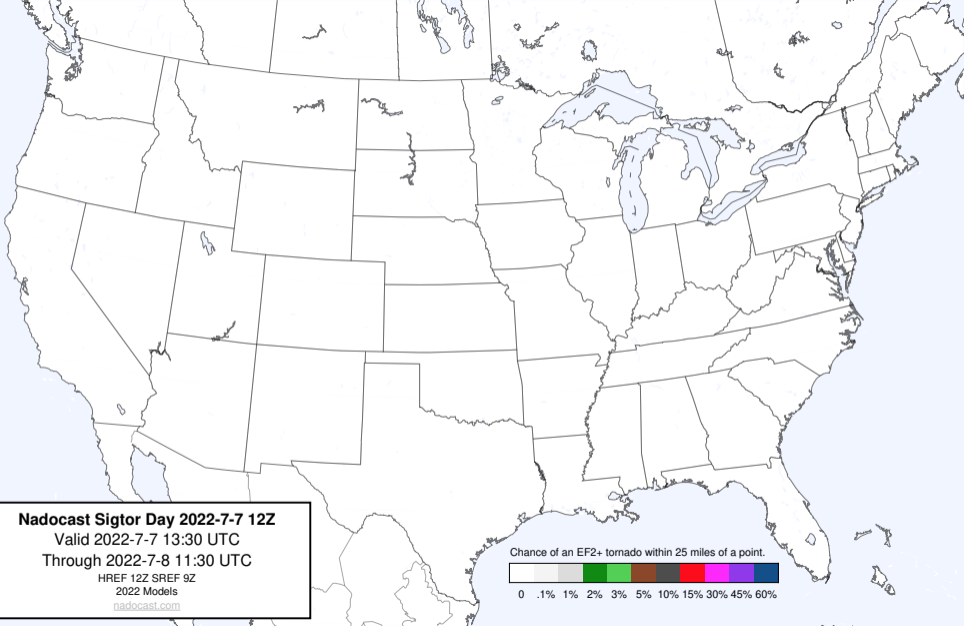 Nadocast Sigtor Day 2022-7-7 12Z
Valid 2022-7-7 13:30 UTC
Through 2022-7-8 11:30 UTC
HREF 12Z SREF 9Z
2022 Models
nadocast.com
Chance of an EF2+ tornado within 25 miles of a point.
0 .1% 1% 2% 3% 5% 10% 15% 30% 45% 60%